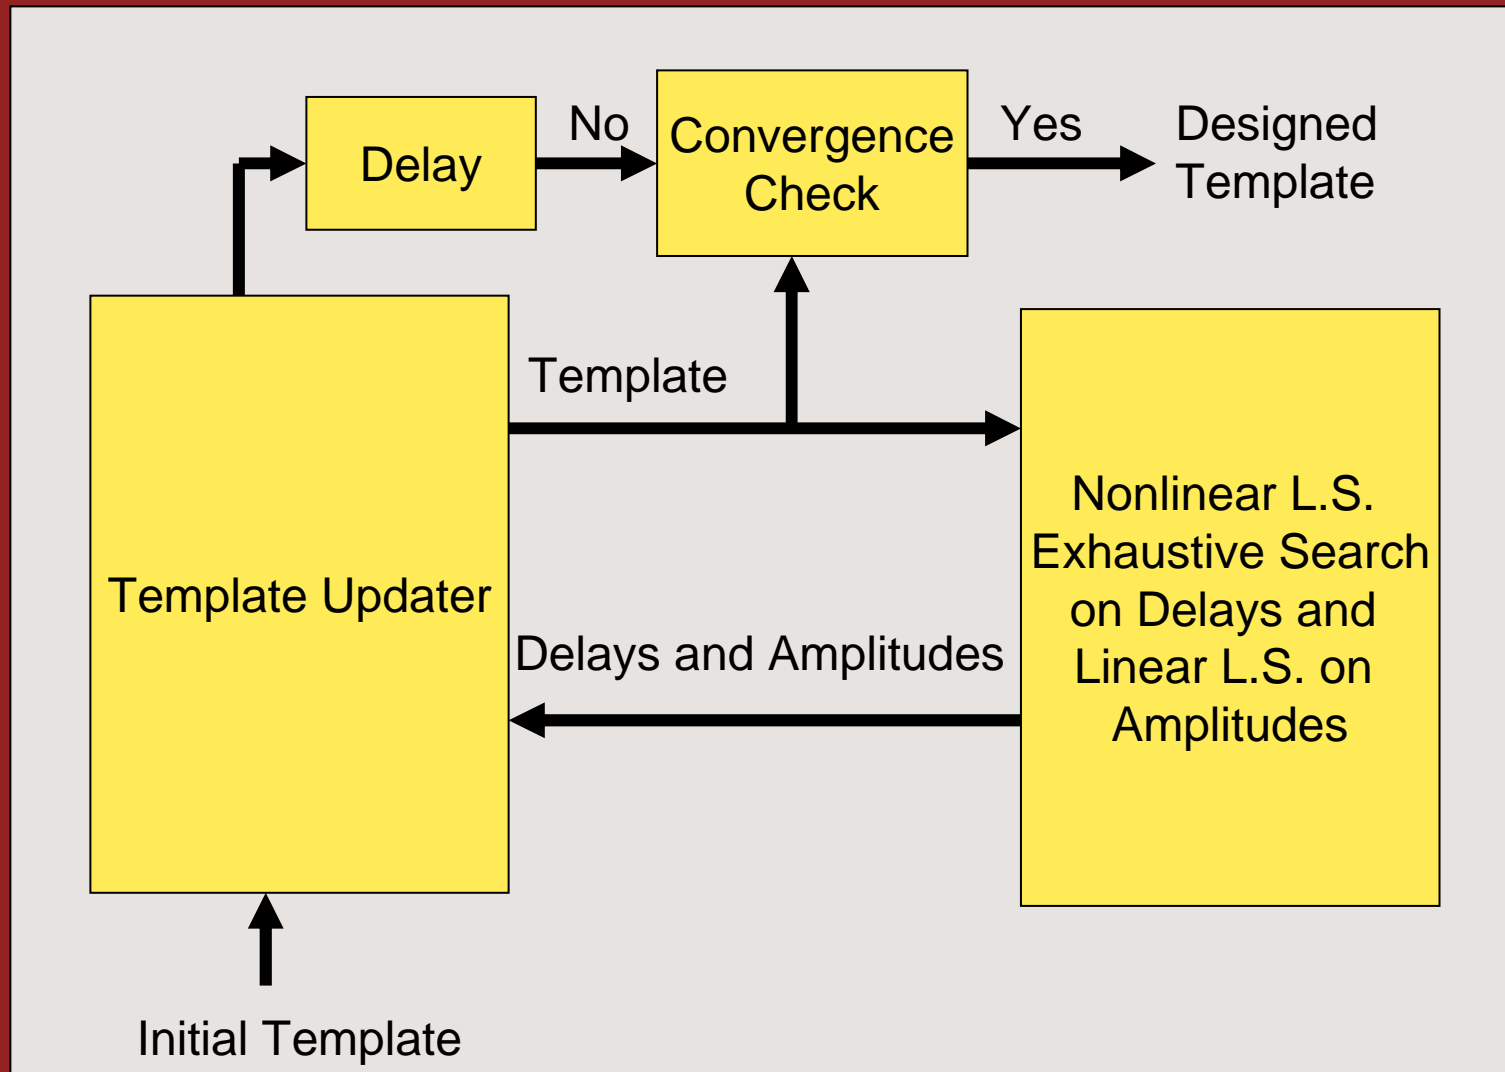 Delay
No
Convergence
Check
Yes
Designed
Template
Template
Template Updater
Nonlinear L.S.
Exhaustive Search
on Delays and
Linear L.S. on
Amplitudes
Delays and Amplitudes
Initial Template